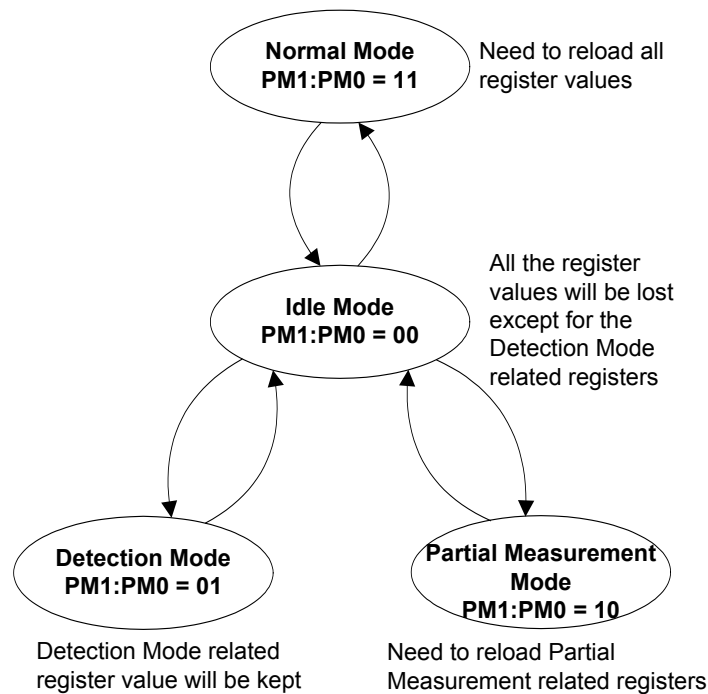 Normal Mode
PM1:PM0 = 11
Need to reload all
register values
Idle Mode
PM1:PM0 = 00
All the register
values will be lost
except for the
Detection Mode
related registers
Detection Mode
PM1:PM0 = 01
Partial Measurement
Mode
PM1:PM0 = 10
Detection Mode related
register value will be kept
Need to reload Partial
Measurement related registers